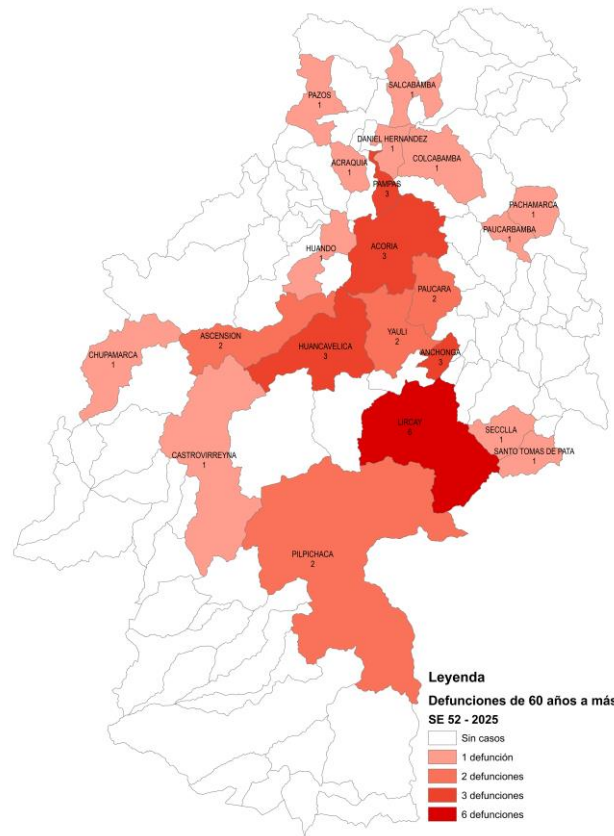 SALCABAMBA
1
PAZOS
1
DANIEL HERNANDEZ
1
COLCABAMBA
1
ACRAQUIA
1
PAMPAS
3
PACHAMARCA
1
PAUCARBAMBA
1
HUANDO
1
ACORIA
3
PAUCARA
2
ASCENSION
2
YAULI
2
HUANCAVELICA
3
ANCHONGA
3
CHUPAMARCA
1
LIRCAY
6
SECCLLA
1
SANTO TOMAS DE PATA
1
CASTROVIRREYNA
1
PILPICHACA
2
Leyenda
Defunciones de 60 años a más
SE 52 - 2025
Sin casos
1 defunción
2 defunciones
3 defunciones
6 defunciones